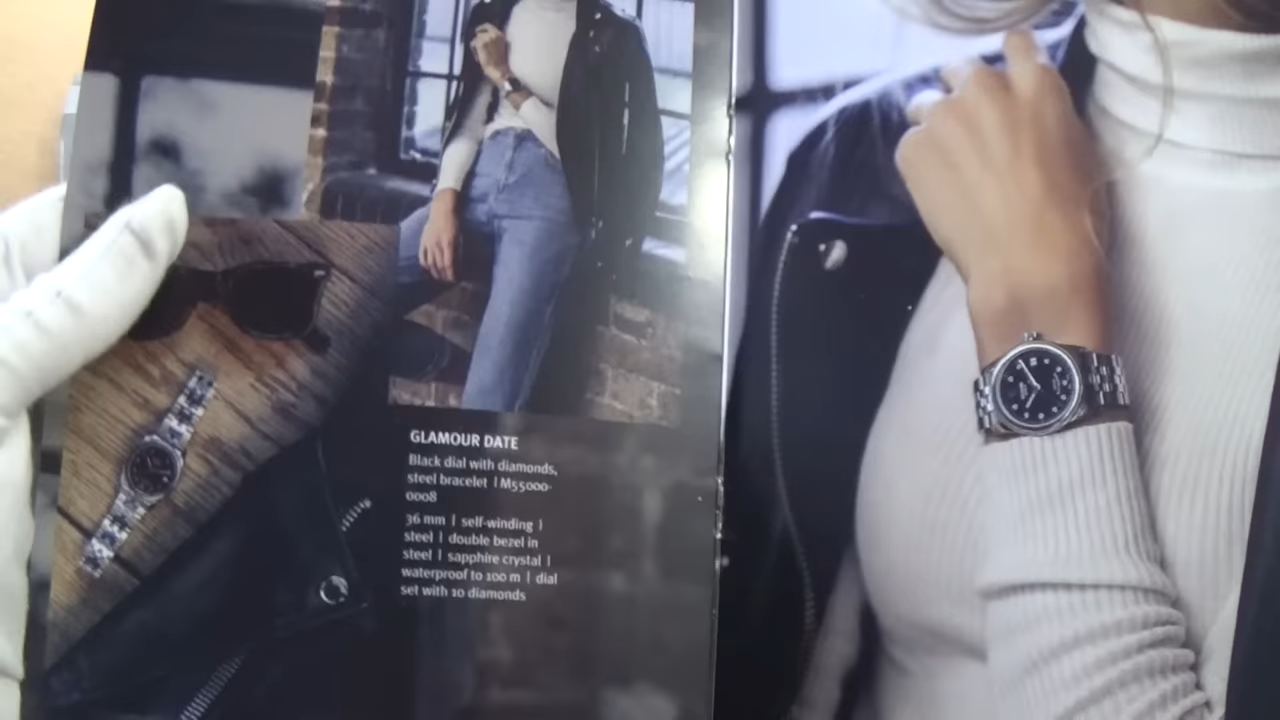 GLAMOUR DATE
Black dial with diamonds,
steel bracelet | M55000-
0008
36 mm | self-winding |
steel | double bezel in
steel | sapphire crystal |
waterproof to 100 m | dial
set with 10 diamonds